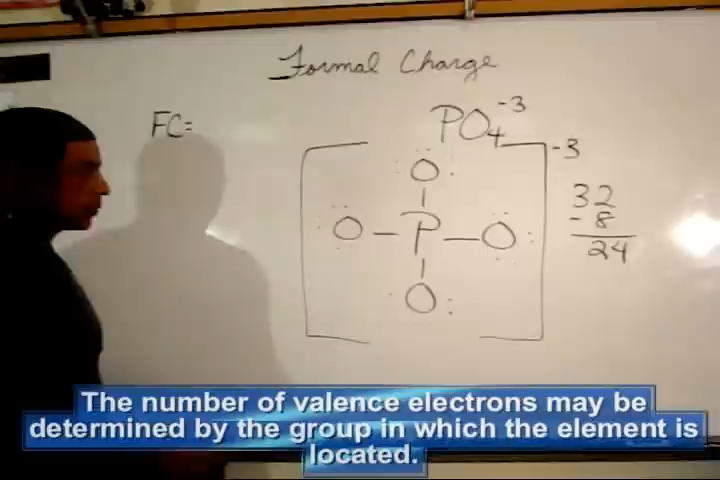 Formal Charge
FC=
PO₄⁻³
-3
O
O - P - O
O
32
- 8
24
The number of valence electrons may be
determined by the group in which the element is
located.